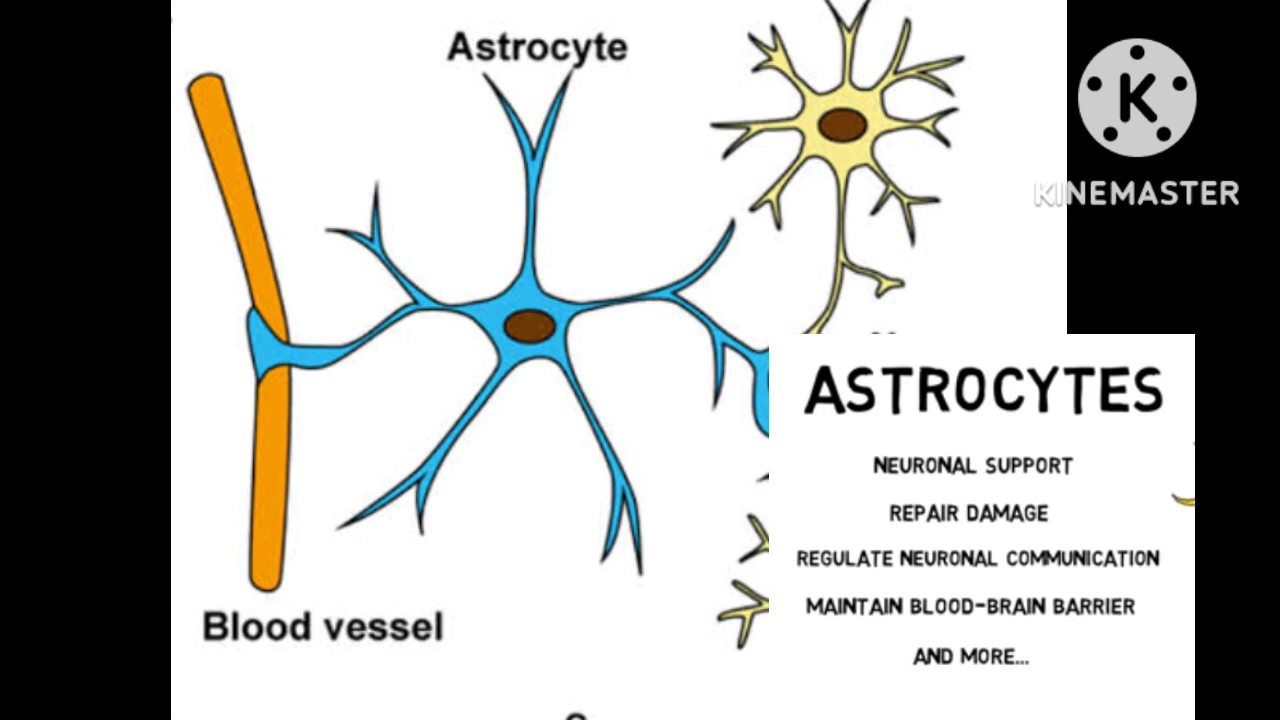 Astrocyte
K
KINEMASTER
ASTROCYTES
NEURONAL SUPPORT
REPAIR DAMAGE
REGULATE NEURONAL COMMUNICATION
MAINTAIN BLOOD-BRAIN BARRIER
AND MORE...
Blood vessel